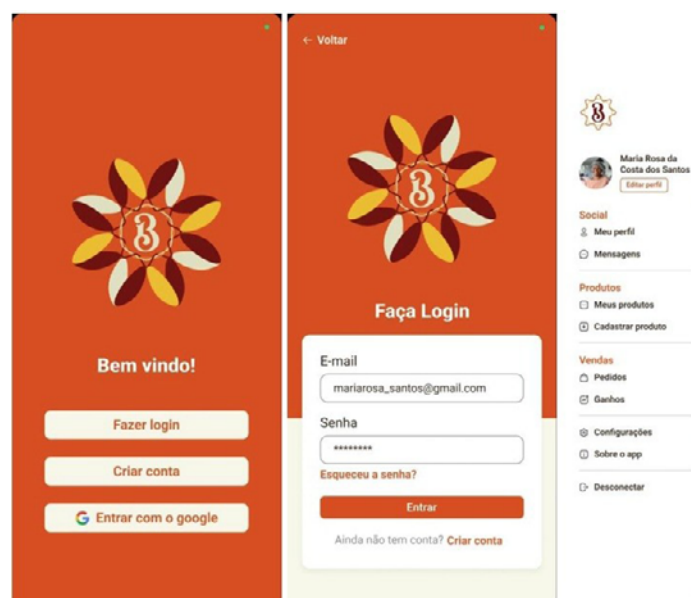 B
Bem vindo!
Fazer login
Criar conta
Entrar com o google
← Voltar
B
Faça Login
E-mail
mariarosa_santos@gmail.com
Senha
********
Esqueceu a senha?
Entrar
Ainda não tem conta? Criar conta
B
Maria Rosa da
Costa dos Santos
Editar perfil
Social
Meu perfil
Mensagens
Produtos
Meus produtos
Cadastrar produto
Vendas
Pedidos
Ganhos
Configurações
Sobre o app
Desconectar